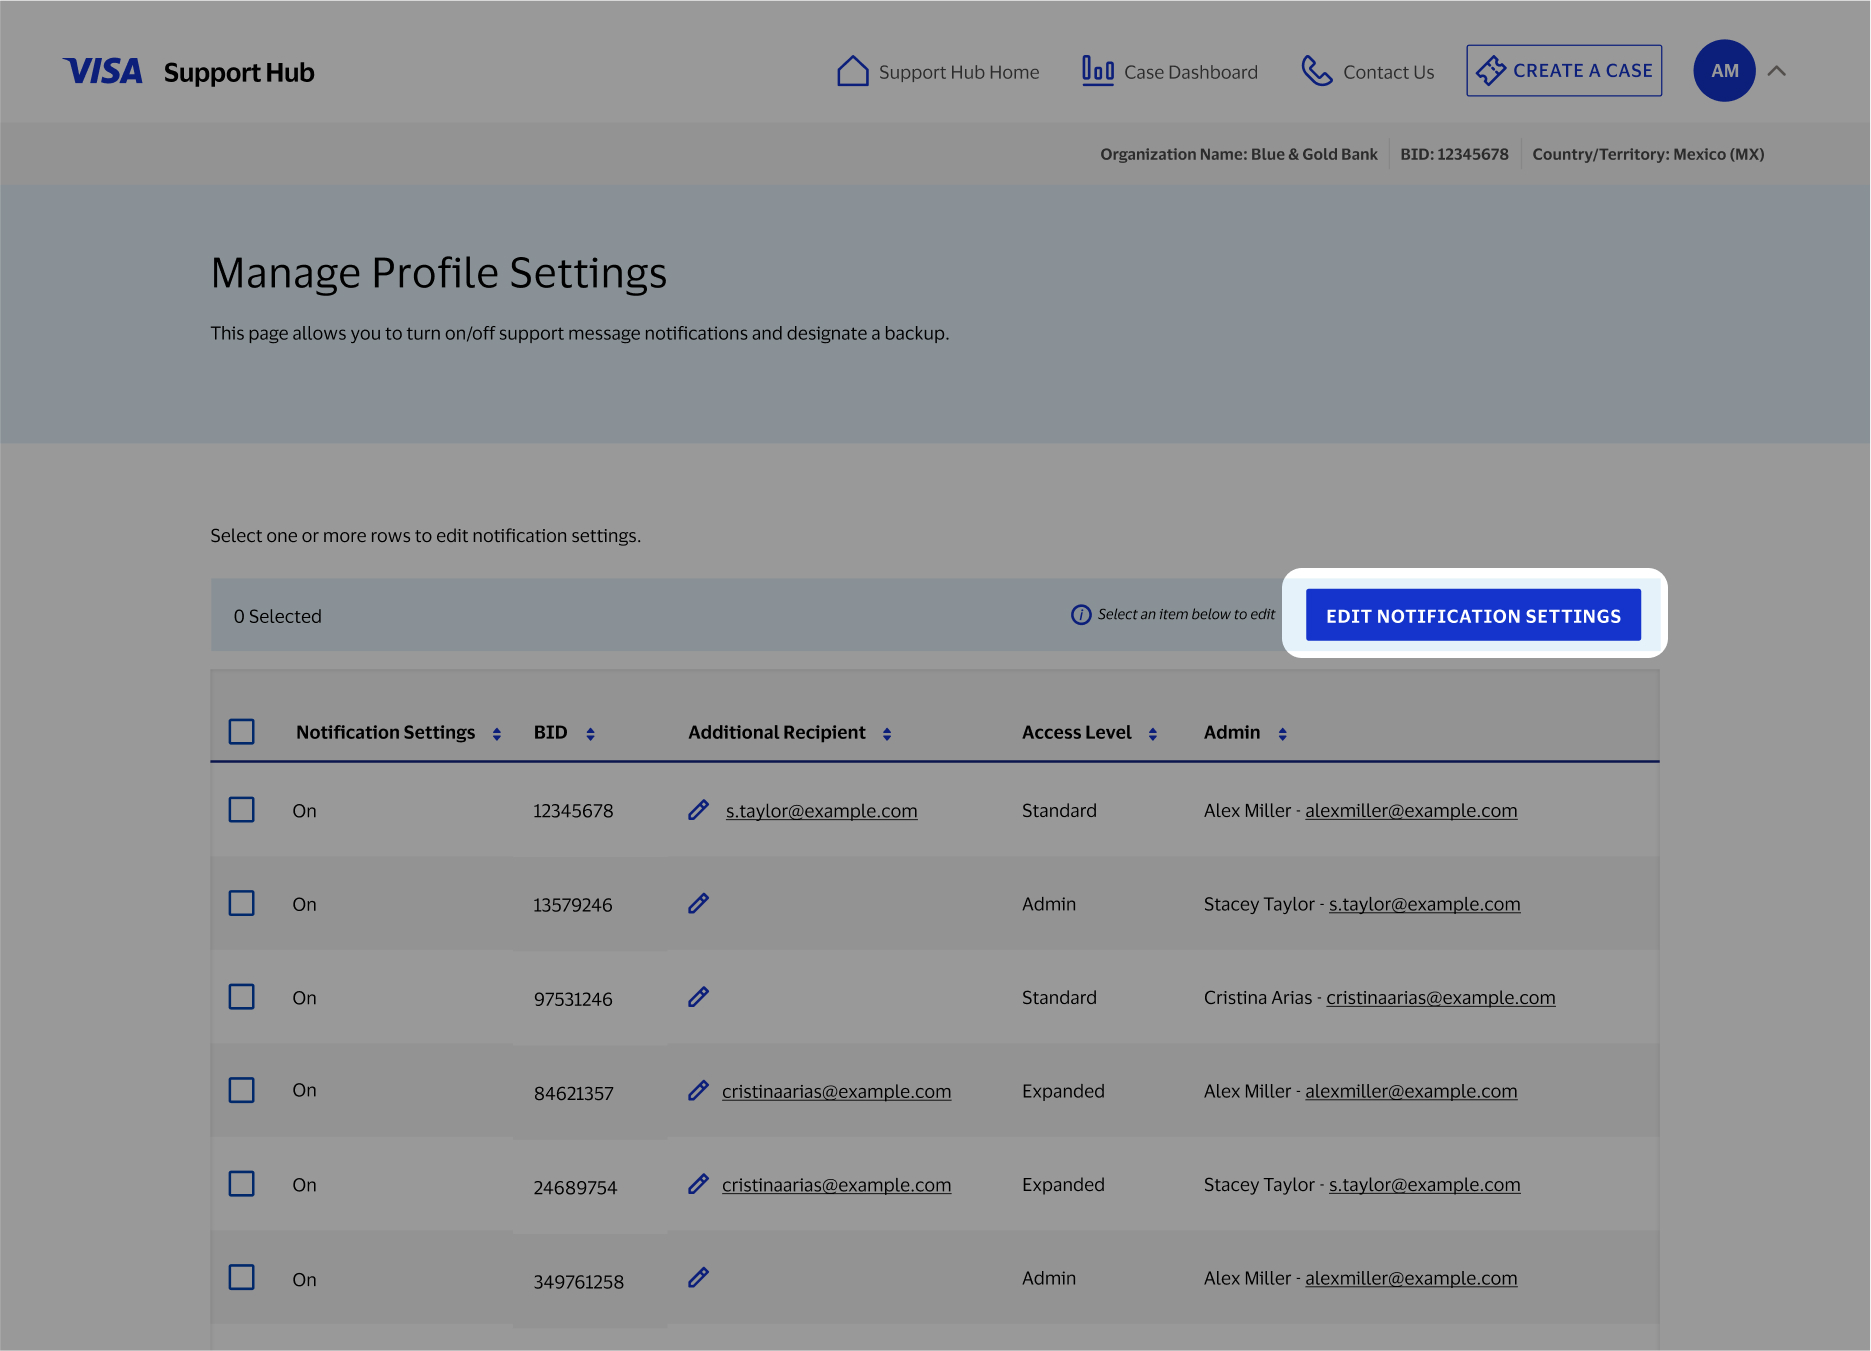 VISA Support Hub
Support Hub Home
Case Dashboard
Contact Us
CREATE A CASE
AM
Organization Name: Blue & Gold Bank
BID: 12345678
Country/Territory: Mexico (MX)
Manage Profile Settings
This page allows you to turn on/off support message notifications and designate a backup.
Select one or more rows to edit notification settings.
0 Selected
Select an item below to edit
EDIT NOTIFICATION SETTINGS
Notification Settings BID Additional Recipient Access Level Admin
On 12345678 s.taylor@example.com Standard Alex Miller - alexmiller@example.com
On 13579246 Admin Stacey Taylor - s.taylor@example.com
On 97531246 Standard Cristina Arias - cristinaarias@example.com
On 84621357 cristinaarias@example.com Expanded Alex Miller - alexmiller@example.com
On 24689754 cristinaarias@example.com Expanded Stacey Taylor - s.taylor@example.com
On 349761258 Admin Alex Miller - alexmiller@example.com